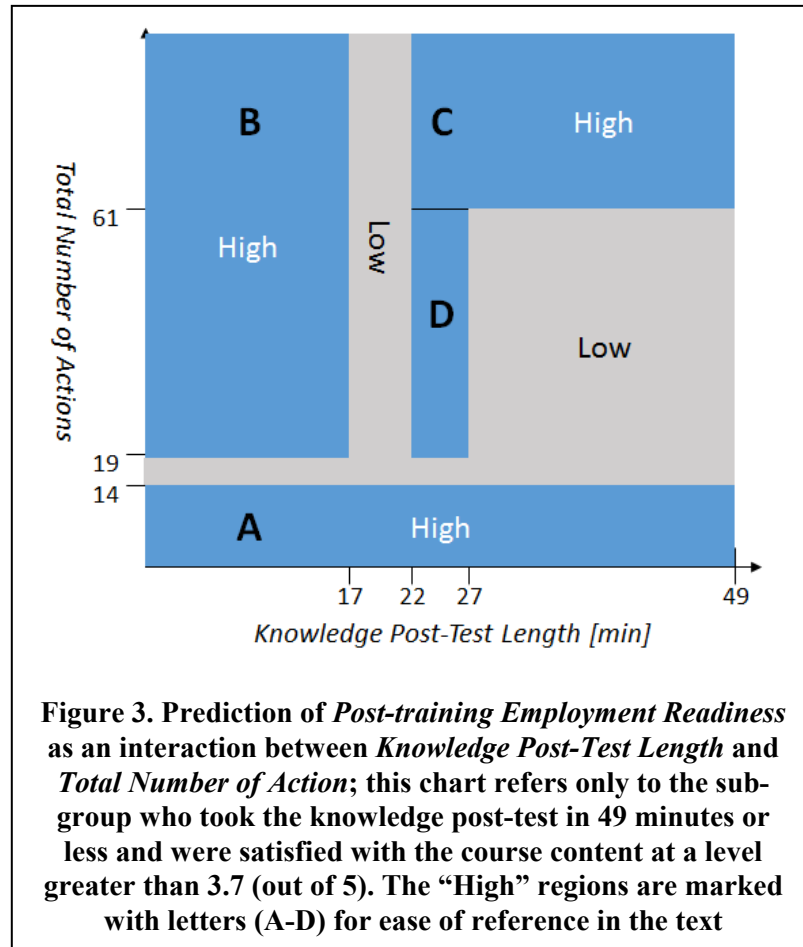 B
C
High
Total Number of Actions
61
Low
High
D
Low
19
14
A
High
17 22 27 49
Knowledge Post-Test Length [min]
Figure 3. Prediction of Post-training Employment Readiness
as an interaction between Knowledge Post-Test Length and
Total Number of Action; this chart refers only to the sub-
group who took the knowledge post-test in 49 minutes or
less and were satisfied with the course content at a level
greater than 3.7 (out of 5). The “High” regions are marked
with letters (A-D) for ease of reference in the text